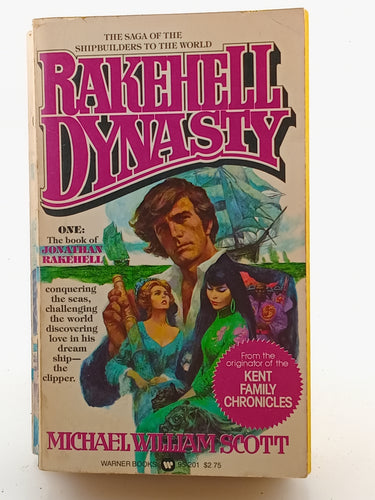 THE SAGA OF THE
SHIPBUILDERS TO THE WORLD
RAKEHELL
DYNASTY
ONE:
The book of
JONATHAN
RAKEHELL
conquering
the seas,
challenging
the world
discovering
love in his
dream
ship—
the clipper.
From the
originator of the
KENT
FAMILY
CHRONICLES
MICHAEL WILLIAM SCOTT
WARNER BOOKS W 95-201 $2.75